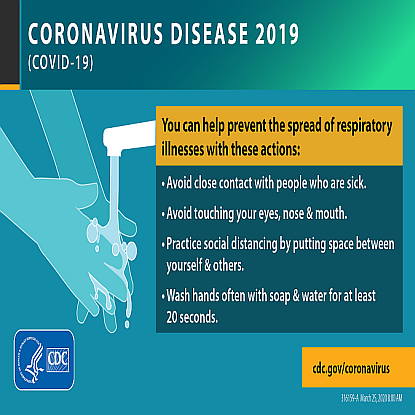 CORONAVIRUS DISEASE 2019
(COVID-19)
You can help prevent the spread of respiratory
illnesses with these actions:
• Avoid close contact with people who are sick.
• Avoid touching your eyes, nose & mouth.
• Practice social distancing by putting space between
yourself & others.
• Wash hands often with soap & water for at least
20 seconds.
CDC
cdc.gov/coronavirus
316159-A March 25, 2020 8:00 AM